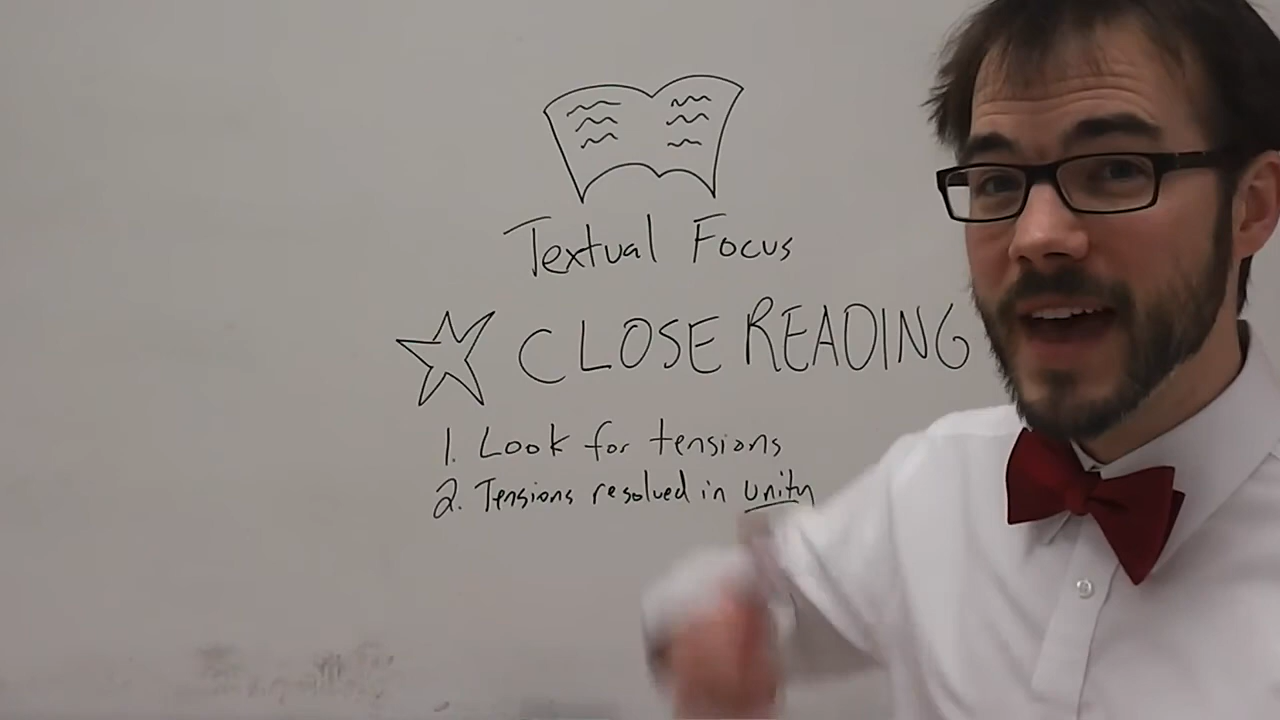 Textual Focus
CLOSE READING
1. Look for tensions
2. Tensions resolved in unity